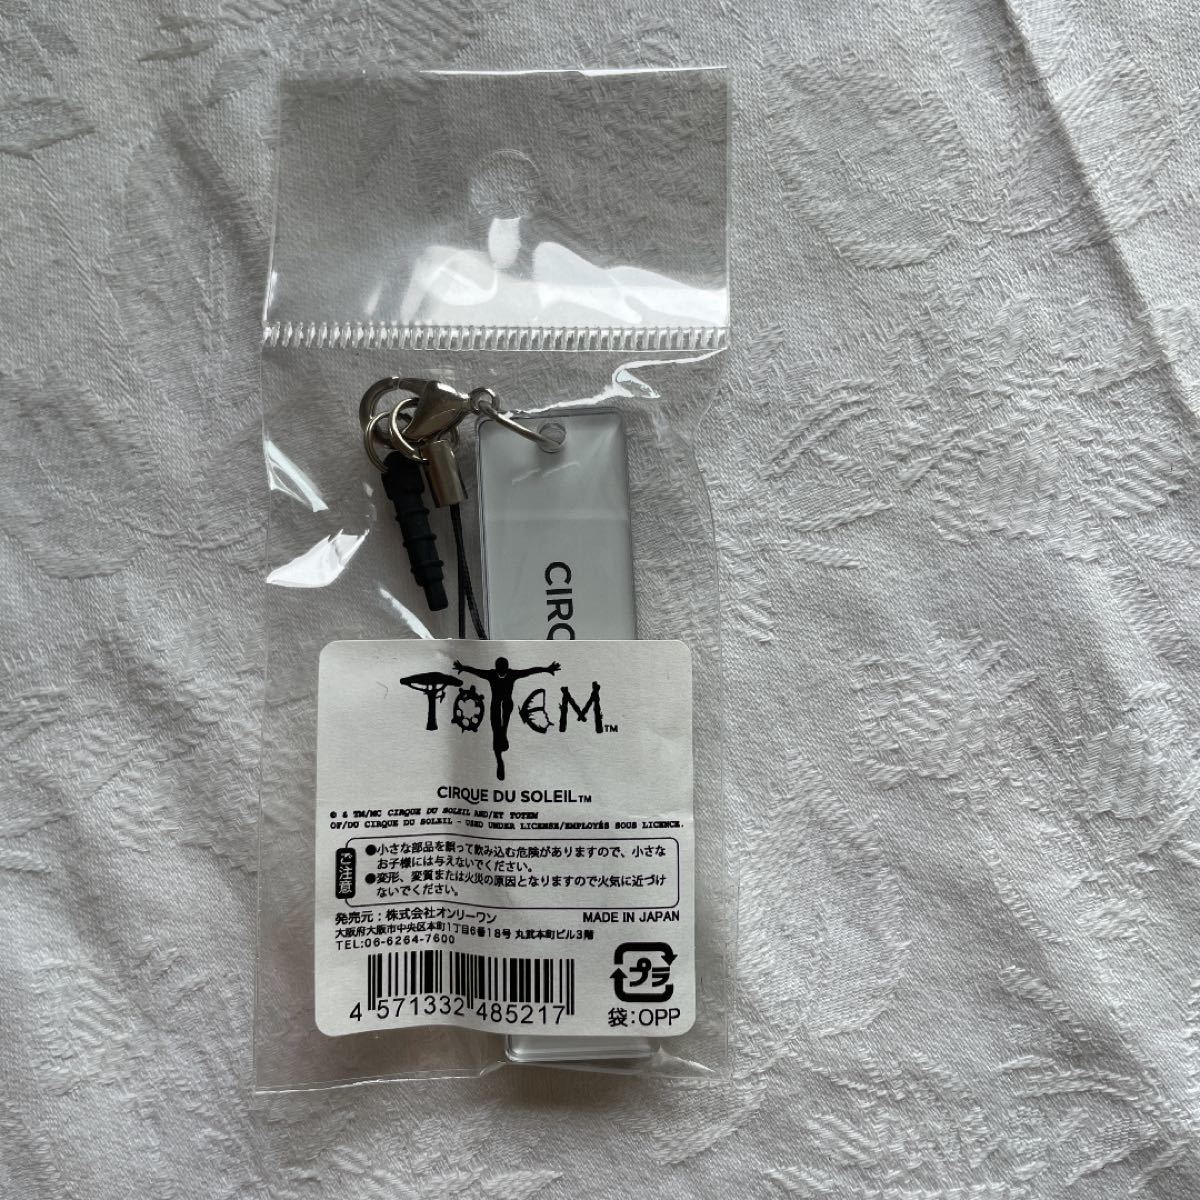 CIRQ
TOTEM™
CIRQUE DU SOLEIL™
© & TM/MC CIRQUE DU SOLEIL AND/ET TOTEM
OF/DU CIRQUE DU SOLEIL - USED UNDER LICENSE/EMPLOYÉS SOUS LICENCE.
ご注意
●小さな部品を誤って飲み込む危険がありますので、小さな
お子様には与えないでください。
●変形、変質または火災の原因となりますので火気に近づけ
ないでください。
発売元：株式会社オンリーワン
MADE IN JAPAN
大阪府大阪市中央区本町1丁目6番18号 丸武本町ビル3階
TEL:06-6264-7600
4 571332 485217
プラ
袋:OPP